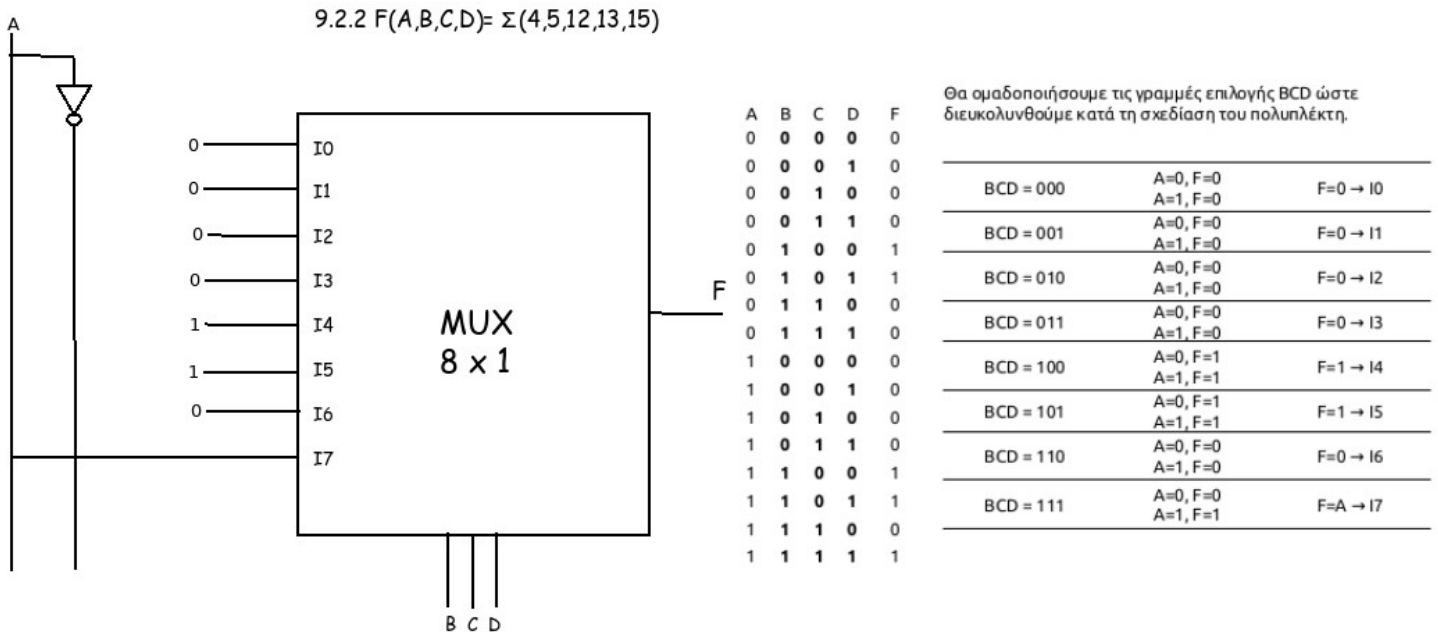 9.2.2 F(A,B,C,D)= Σ(4,5,12,13,15)
A
0 I0
0 I1
0 I2
0 I3
1 I4
1 I5
0 I6
I7
MUX
8 x 1
F
B C D
A B C D F
0 0 0 0 0
0 0 0 1 0
0 0 1 0 0
0 0 1 1 0
0 1 0 0 1
0 1 0 1 1
0 1 1 0 0
0 1 1 1 0
1 0 0 0 0
1 0 0 1 0
1 0 1 0 0
1 0 1 1 0
1 1 0 0 1
1 1 0 1 1
1 1 1 0 0
1 1 1 1 1
Θα ομαδοποιήσουμε τις γραμμές επιλογής BCD ώστε
διευκολυνθούμε κατά τη σχεδίαση του πολυπλέκτη.
BCD = 000 A=0, F=0 F=0 → I0
A=1, F=0
BCD = 001 A=0, F=0 F=0 → I1
A=1, F=0
BCD = 010 A=0, F=0 F=0 → I2
A=1, F=0
BCD = 011 A=0, F=0 F=0 → I3
A=1, F=0
BCD = 100 A=0, F=1 F=1 → I4
A=1, F=1
BCD = 101 A=0, F=1 F=1 → I5
A=1, F=1
BCD = 110 A=0, F=0 F=0 → I6
A=1, F=0
BCD = 111 A=0, F=0 F=A → I7
A=1, F=1